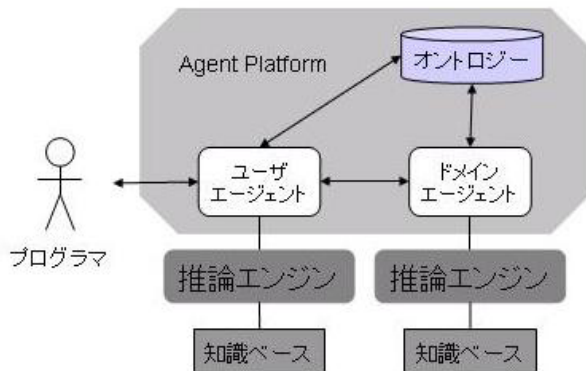 Agent Platform
オントロジー
ユーザ
エージェント
ドメイン
エージェント
プログラマ
推論エンジン
推論エンジン
知識ベース
知識ベース